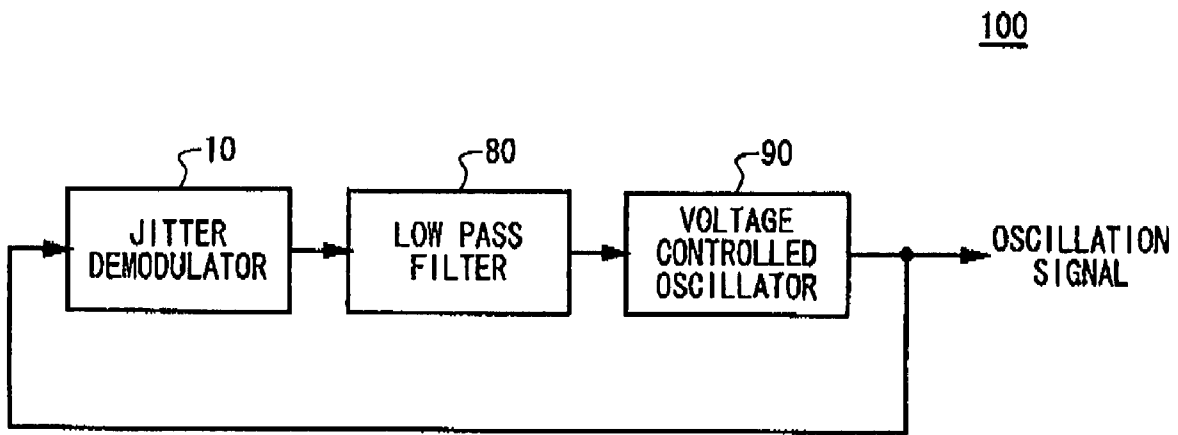 100
10
80
90
JITTER
DEMODULATOR
LOW PASS
FILTER
VOLTAGE
CONTROLLED
OSCILLATOR
OSCILLATION
SIGNAL